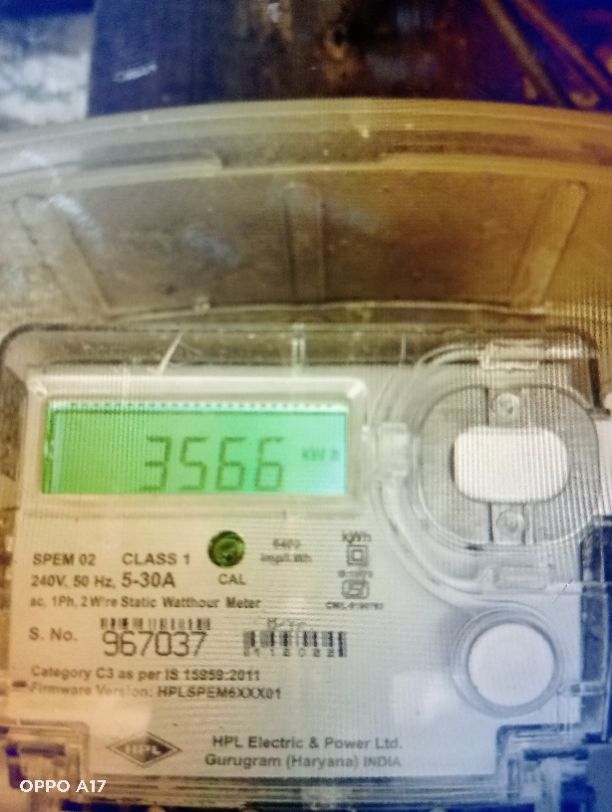 3566 kWh
kWh
SPEM 02 CLASS 1
240V, 50 Hz, 5-30A CAL
ac, 1Ph, 2 Wire Static Watthour Meter
S. No. 967037
Category C3 as per IS 15959:2011
Firmware Version: HPLSPEM6XXX01
HPL
HPL Electric & Power Ltd.
Gurugram (Haryana) INDIA
OPPO A17